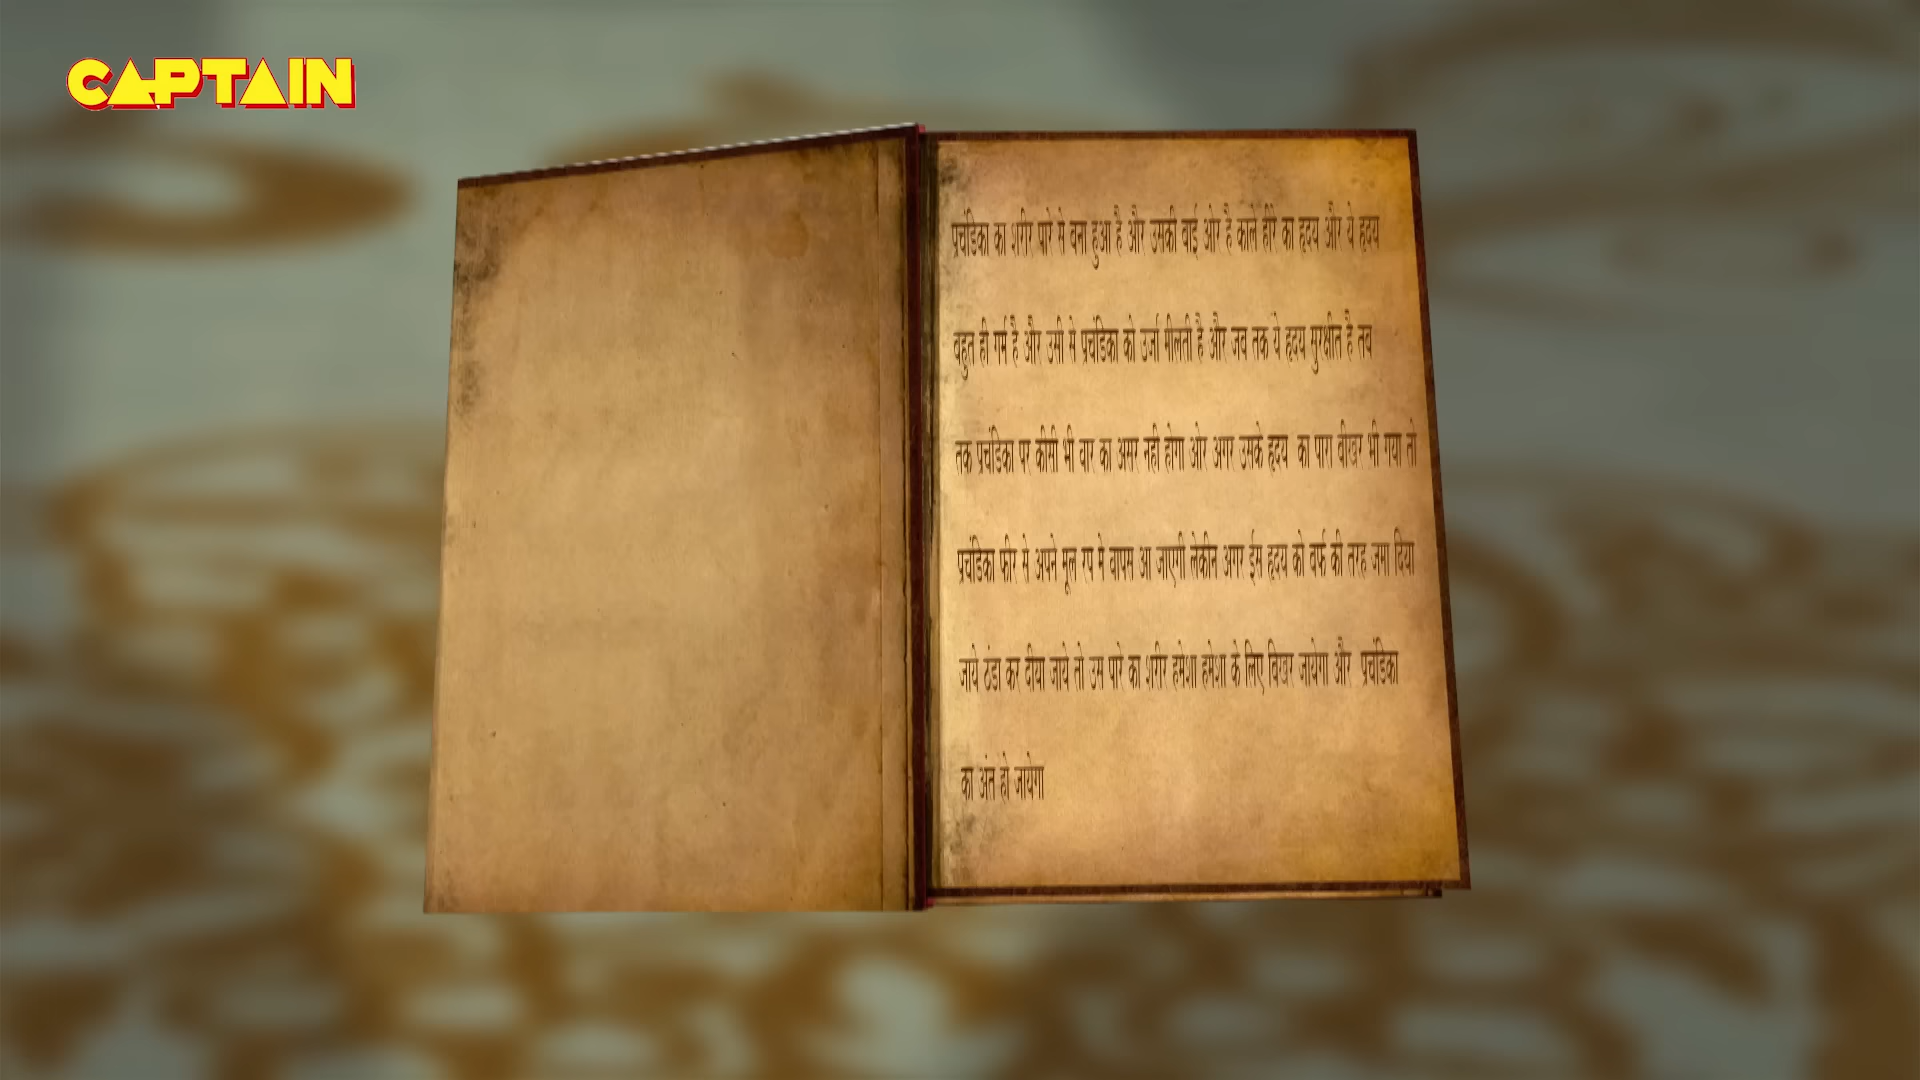 CAPTAIN
प्रचंडिका का शरीर पारे से बना हुआ है और उसकी बाई ओर है काले हीरे का हृदय और ये हृदय
बहुत ही गर्म है और उसी से प्रचंडिका को उर्जा मीलती है और जब तक ये हृदय सुरक्षीत है तब
तक प्रचंडिका पर कीसी भी वार का असर नही होगा और अगर उसके हृदय का पारा बीखर भी गया तो
प्रचंडिका फीर से अपने मूल रुप मे वापस आ जाएगी लेकीन अगर ईस हृदय को बर्फ की तरह जमा दिया
जाये ठंडा कर दीया जाये तो उस पारे का शरीर हमेशा हमेशा के लिए बिखर जायेगा और प्रचंडिका
का अंत हो जायेगा